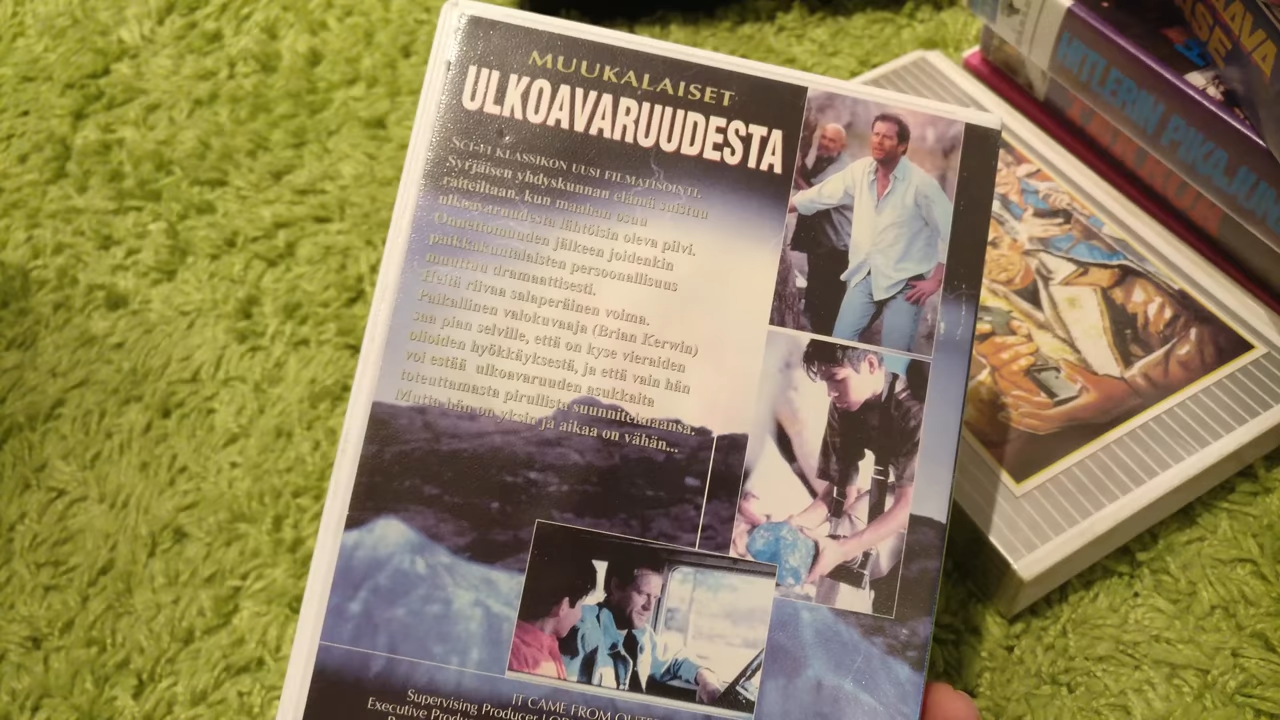 MUUKALAISET
ULKOAVARUUDESTA
SCI-FI KLASSIKON UUSI FILMATISOINTI.
Syrjäisen yhdyskunnan elämä suistuu
raiteiltaan, kun maahan osuu
ulkoavaruudesta lähtöisin oleva pilvi.
Onnettomuuden jälkeen joidenkin
paikkakuntalaisten persoonallisuus
muuttuu dramaattisesti.
Heitä riivaa salaperäinen voima.
Paikallinen valokuvaaja (Brian Kerwin)
saa pian selville, että on kyse vieraiden
olioiden hyökkäyksestä, ja että vain hän
voi estää ulkoavaruuden asukkaita
toteuttamasta pirullista suunnitelmaansa.
Mutta hän on yksin ja aikaa on vähän...
IT CAME FROM
Supervising Producer
Executive
HITLERIN